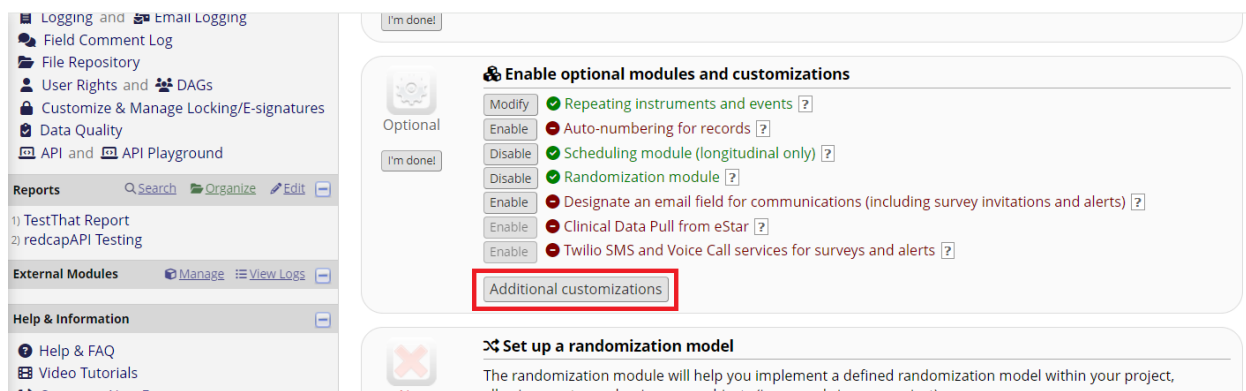 Logging and Email Logging
Field Comment Log
File Repository
User Rights and DAGs
Customize & Manage Locking/E-signatures
Data Quality
API and API Playground
Reports Search Organize Edit
1) TestThat Report
2) redcapAPI Testing
External Modules Manage View Logs
Help & Information
Help & FAQ
Video Tutorials
I'm done!
Optional
I'm done!
Enable optional modules and customizations
Modify Repeating instruments and events ?
Enable Auto-numbering for records ?
Disable Scheduling module (longitudinal only) ?
Disable Randomization module ?
Enable Designate an email field for communications (including survey invitations and alerts) ?
Enable Clinical Data Pull from eStar ?
Enable Twilio SMS and Voice Call services for surveys and alerts ?
Additional customizations
Set up a randomization model
The randomization module will help you implement a defined randomization model within your project,